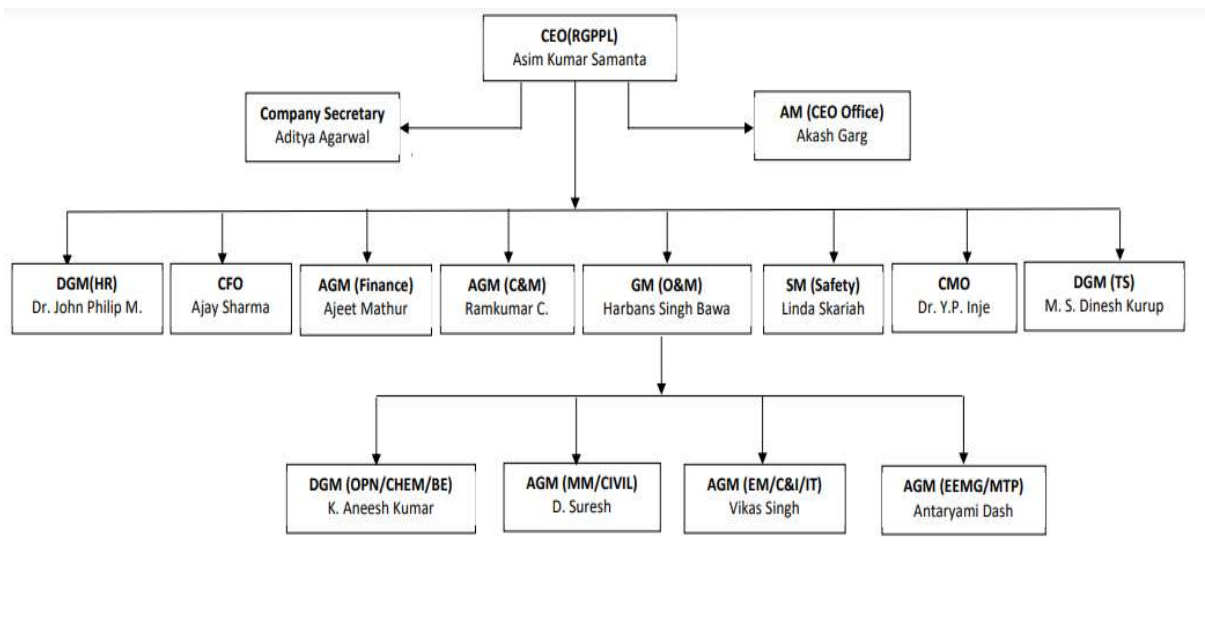 CEO(RGPPL)
Asim Kumar Samanta
Company Secretary
Aditya Agarwal
AM (CEO Office)
Akash Garg
DGM(HR)
Dr. John Philip M.
CFO
Ajay Sharma
AGM (Finance)
Ajeet Mathur
AGM (C&M)
Ramkumar C.
GM (O&M)
Harbans Singh Bawa
SM (Safety)
Linda Skariah
CMO
Dr. Y.P. Inje
DGM (TS)
M. S. Dinesh Kurup
DGM (OPN/CHEM/BE)
K. Aneesh Kumar
AGM (MM/CIVIL)
D. Suresh
AGM (EM/C&I/IT)
Vikas Singh
AGM (EEMG/MTP)
Antaryami Dash